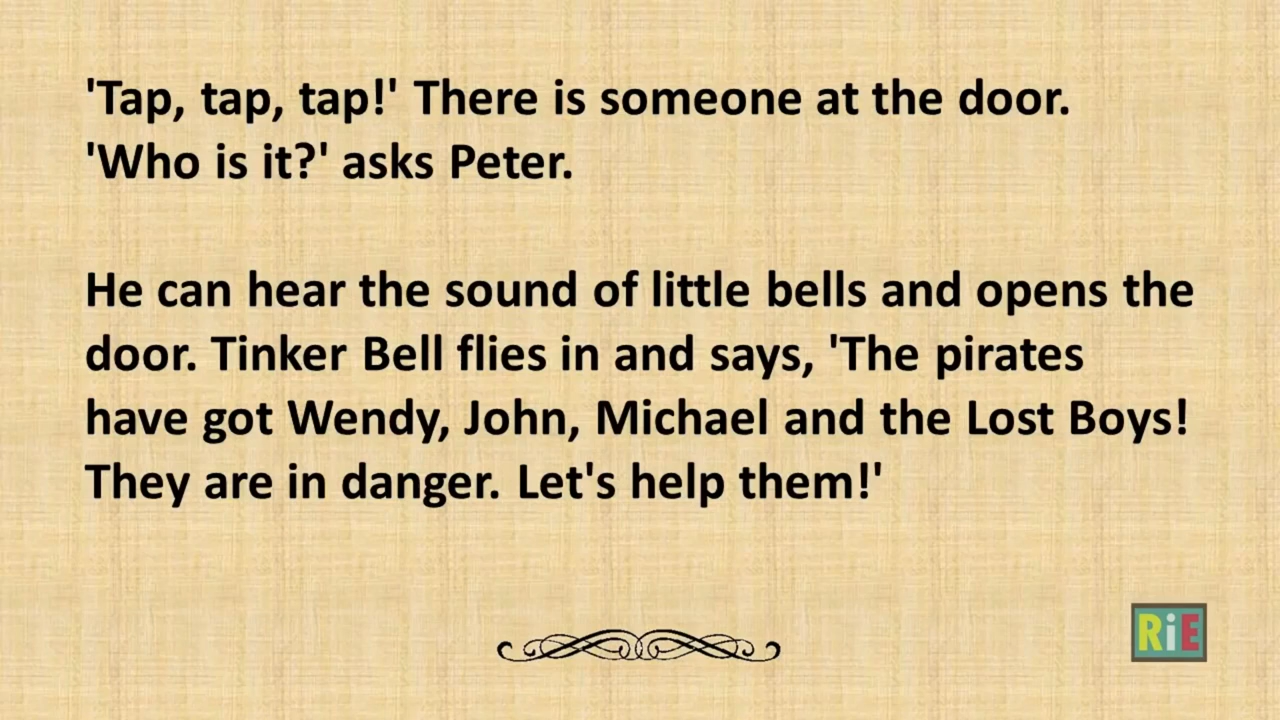 'Tap, tap, tap!' There is someone at the door.
'Who is it?' asks Peter.
He can hear the sound of little bells and opens the
door. Tinker Bell flies in and says, 'The pirates
have got Wendy, John, Michael and the Lost Boys!
They are in danger. Let's help them!'
RiE